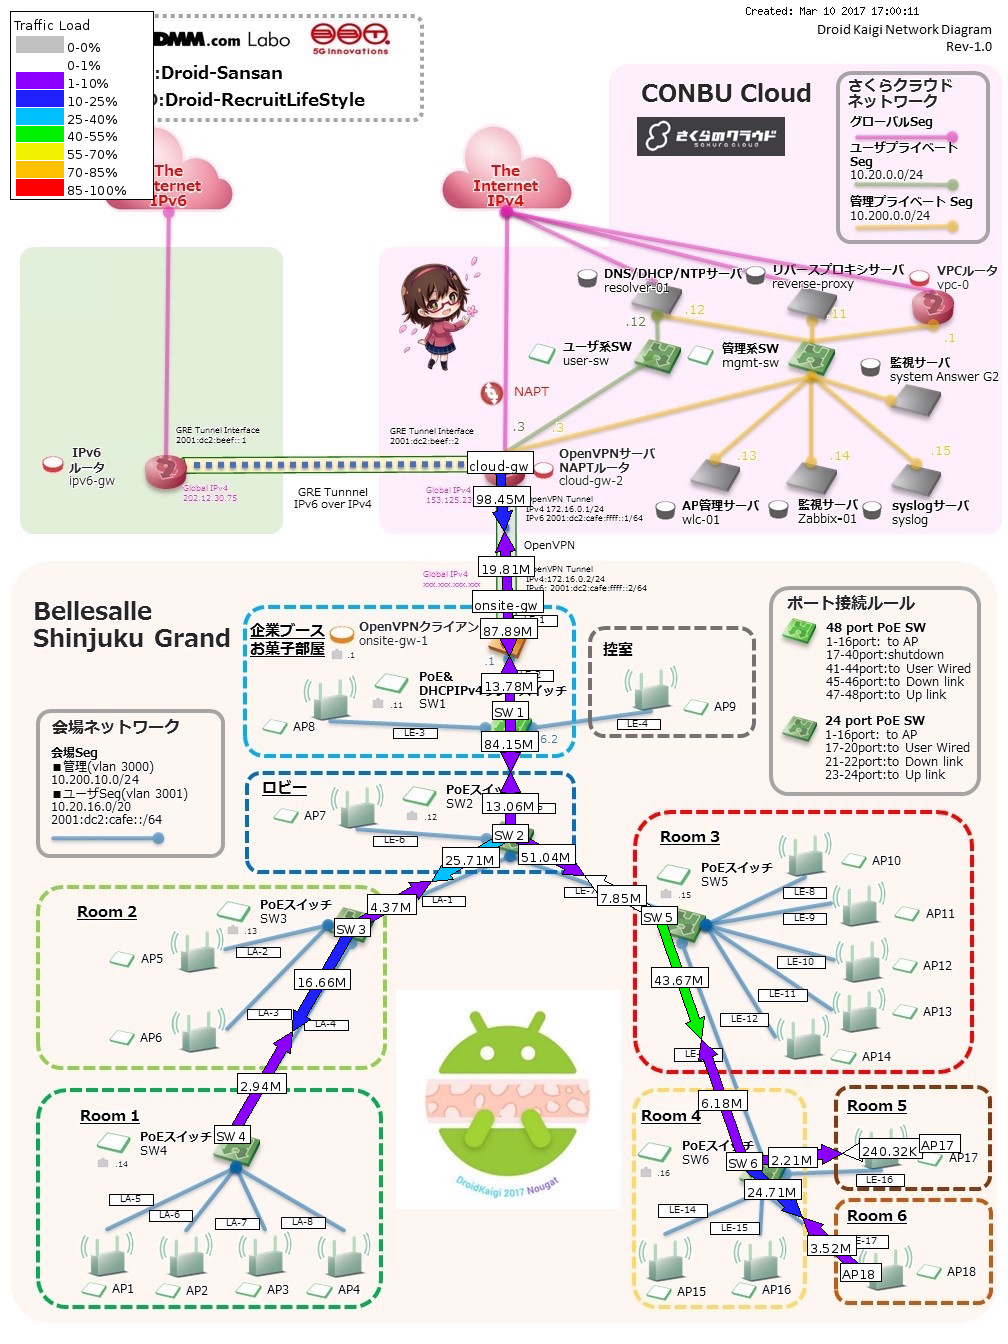 Created: Mar 10 2017 17:00:11
Droid Kaigi Network Diagram
Rev-1.0
Traffic Load
0-0%
0-1%
1-10%
10-25%
25-40%
40-55%
55-70%
70-85%
85-100%
DMM.com Labo
5G innovations
:Droid-Sansan
:Droid-RecruitLifeStyle
CONBU Cloud
さくらのクラウド
SAKURA CLOUD
さくらクラウド
ネットワーク
グローバルSeg
ユーザプライベート
Seg
10.20.0.0/24
管理プライベート Seg
10.200.0.0/24
The
Internet
IPv6
The
Internet
IPv4
DNS/DHCP/NTPサーバ
resolver-01
リバースプロキシサーバ
reverse-proxy
VPCルータ
vpc-0
.12
.12
.11
.1
ユーザ系SW
user-sw
管理系SW
mgmt-sw
監視サーバ
system Answer G2
NAPT
.3
.3
GRE Tunnel Interface
2001:dc2:beef::1
GRE Tunnel Interface
2001:dc2:beef::2
IPv6
ルータ
ipv6-gw
Global IPv4
202.12.30.75
GRE Tunnnel
IPv6 over IPv4
cloud-gw
OpenVPNサーバ
NAPTルータ
cloud-gw-2
Global IPv4
153.125.23
98.45M
OpenVPN Tunnel
IPv4 172.16.0.1/24
IPv6 2001:dc2:cafe:ffff::1/64
.13
.14
.15
AP管理サーバ
wlc-01
監視サーバ
Zabbix-01
syslogサーバ
syslog
OpenVPN
19.81M
Global IPv4
xxx.xxx.xxx.xxx
OpenVPN Tunnel
IPv4:172.16.0.2/24
IPv6: 2001:dc2:cafe:ffff::2/64
onsite-gw
Bellesalle
Shinjuku Grand
企業ブース
お菓子部屋
OpenVPNクライアン
onsite-gw-1
.1
87.89M
.1
PoE&
DHCPIPv4
スイッチ
SW1
.11
13.78M
SW1
AP8
LE-3
84.15M
6.2
控室
LE-4
AP9
ポート接続ルール
48 port PoE SW
1-16port: to AP
17-40port:shutdown
41-44port:to User Wired
45-46port:to Down link
47-48port:to Up link
24 port PoE SW
1-16port: to AP
17-20port:to User Wired
21-22port:to Down link
23-24port:to Up link
会場ネットワーク
会場Seg
■管理(vlan 3000)
10.200.10.0/24
■ユーザSeg(vlan 3001)
10.20.16.0/20
2001:dc2:cafe::/64
ロビー
AP7
PoEスイッ
SW2
.12
13.06M
LE-6
SW2
25.71M
51.04M
LA-1
4.37M
7.85M
Room 2
PoEスイッチ
SW3
.13
SW3
AP5
LA-2
16.66M
LA-3
LA-4
AP6
2.94M
Room 3
PoEスイッチ
SW5
.15
SW5
LE-8
LE-9
LE-10
LE-11
LE-12
AP10
AP11
AP12
AP13
AP14
43.67M
6.18M
Room 1
PoEスイッチ
SW4
.14
SW4
LA-5
LA-6
LA-7
LA-8
AP1
AP2
AP3
AP4
DroidKaigi 2017 Nougat
Room 4
PoEスイッチ
SW6
.16
SW6
2.21M
24.71M
LE-14
LE-15
AP15
AP16
Room 5
240.32K
AP17
AP17
LE-16
Room 6
E-17
3.52M
AP18
AP18